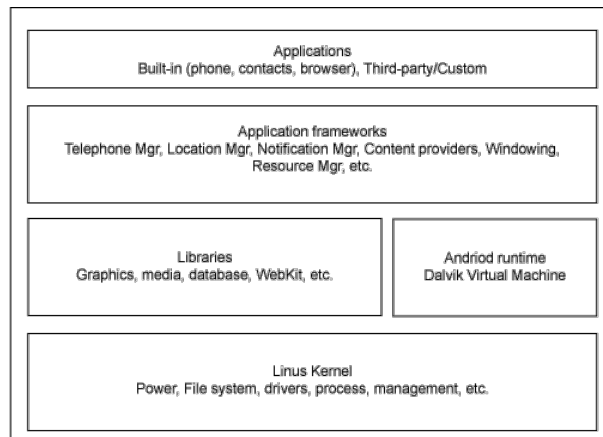 Applications
Built-in (phone, contacts, browser), Third-party/Custom
Application frameworks
Telephone Mgr, Location Mgr, Notification Mgr, Content providers, Windowing,
Resource Mgr, etc.
Libraries
Graphics, media, database, WebKit, etc.
Andriod runtime
Dalvik Virtual Machine
Linus Kernel
Power, File system, drivers, process, management, etc.